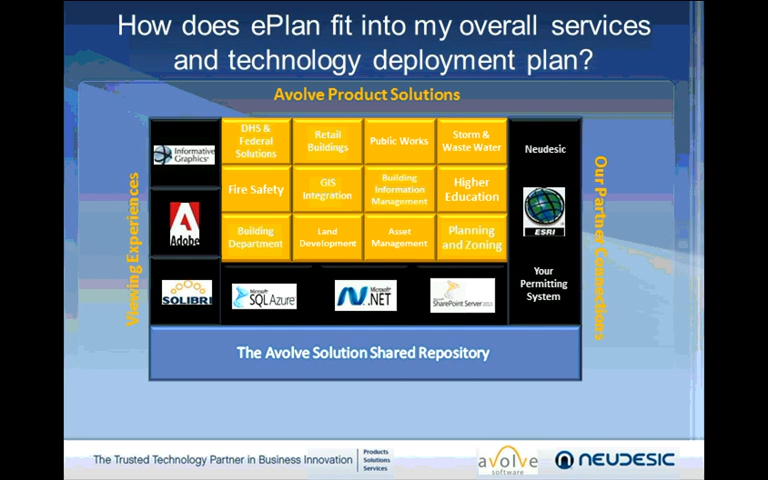 How does ePlan fit into my overall services
and technology deployment plan?
Avolve Product Solutions
Viewing Experiences
Informative
Graphics
Adobe
SOLIBRI
DHS &
Federal
Solutions
Retail
Buildings
Public Works
Storm &
Waste Water
Fire Safety
GIS
Integration
Building
Information
Management
Higher
Education
Building
Department
Land
Development
Asset
Management
Planning
and Zoning
Microsoft
SQL Azure
Microsoft
.NET
Microsoft
SharePoint Server 2010
Neudesic
ESRI
Your
Permitting
System
Our Partner Connections
The Avolve Solution Shared Repository
The Trusted Technology Partner in Business Innovation
Products
Solutions
Services
avolve
software
NEUDESIC